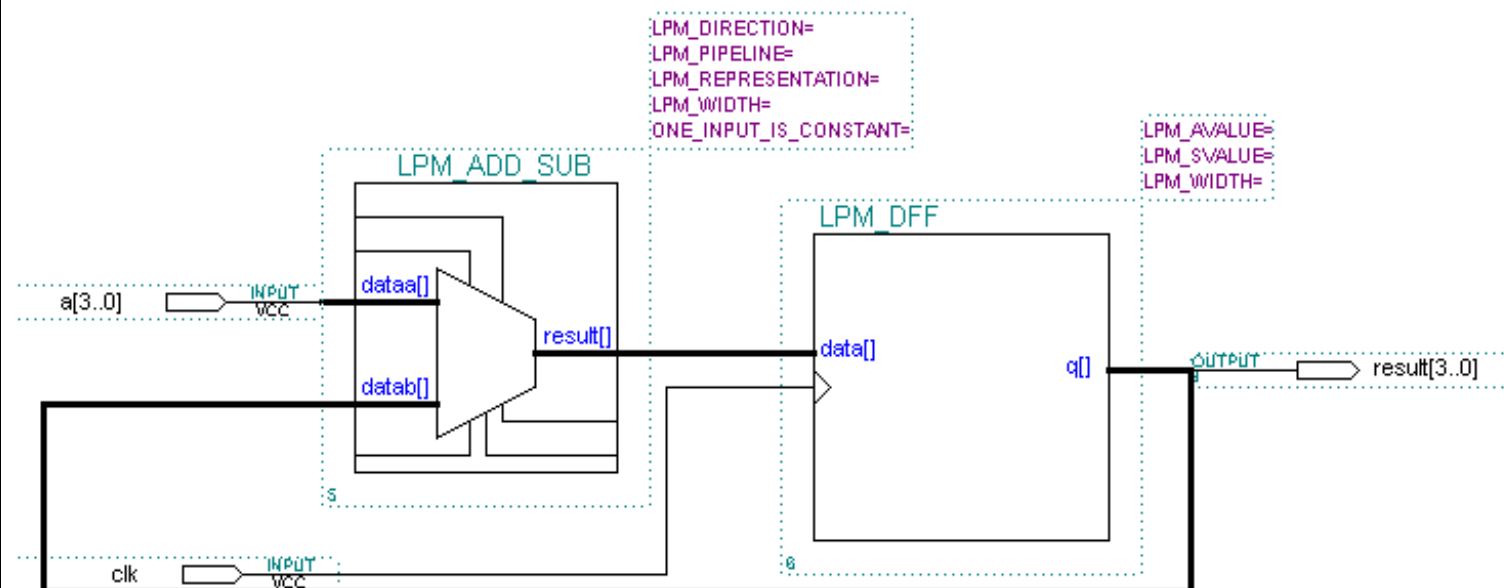 LPM_DIRECTION=
LPM_PIPELINE=
LPM_REPRESENTATION=
LPM_WIDTH=
ONE_INPUT_IS_CONSTANT=
LPM_AVALUE=
LPM_SVALUE=
LPM_WIDTH=
LPM_ADD_SUB
LPM_DFF
a[3..0]
INPUT
VCC
dataa[]
result[]
datab[]
data[]
q[]
OUTPUT
result[3..0]
5
6
clk
INPUT
VCC